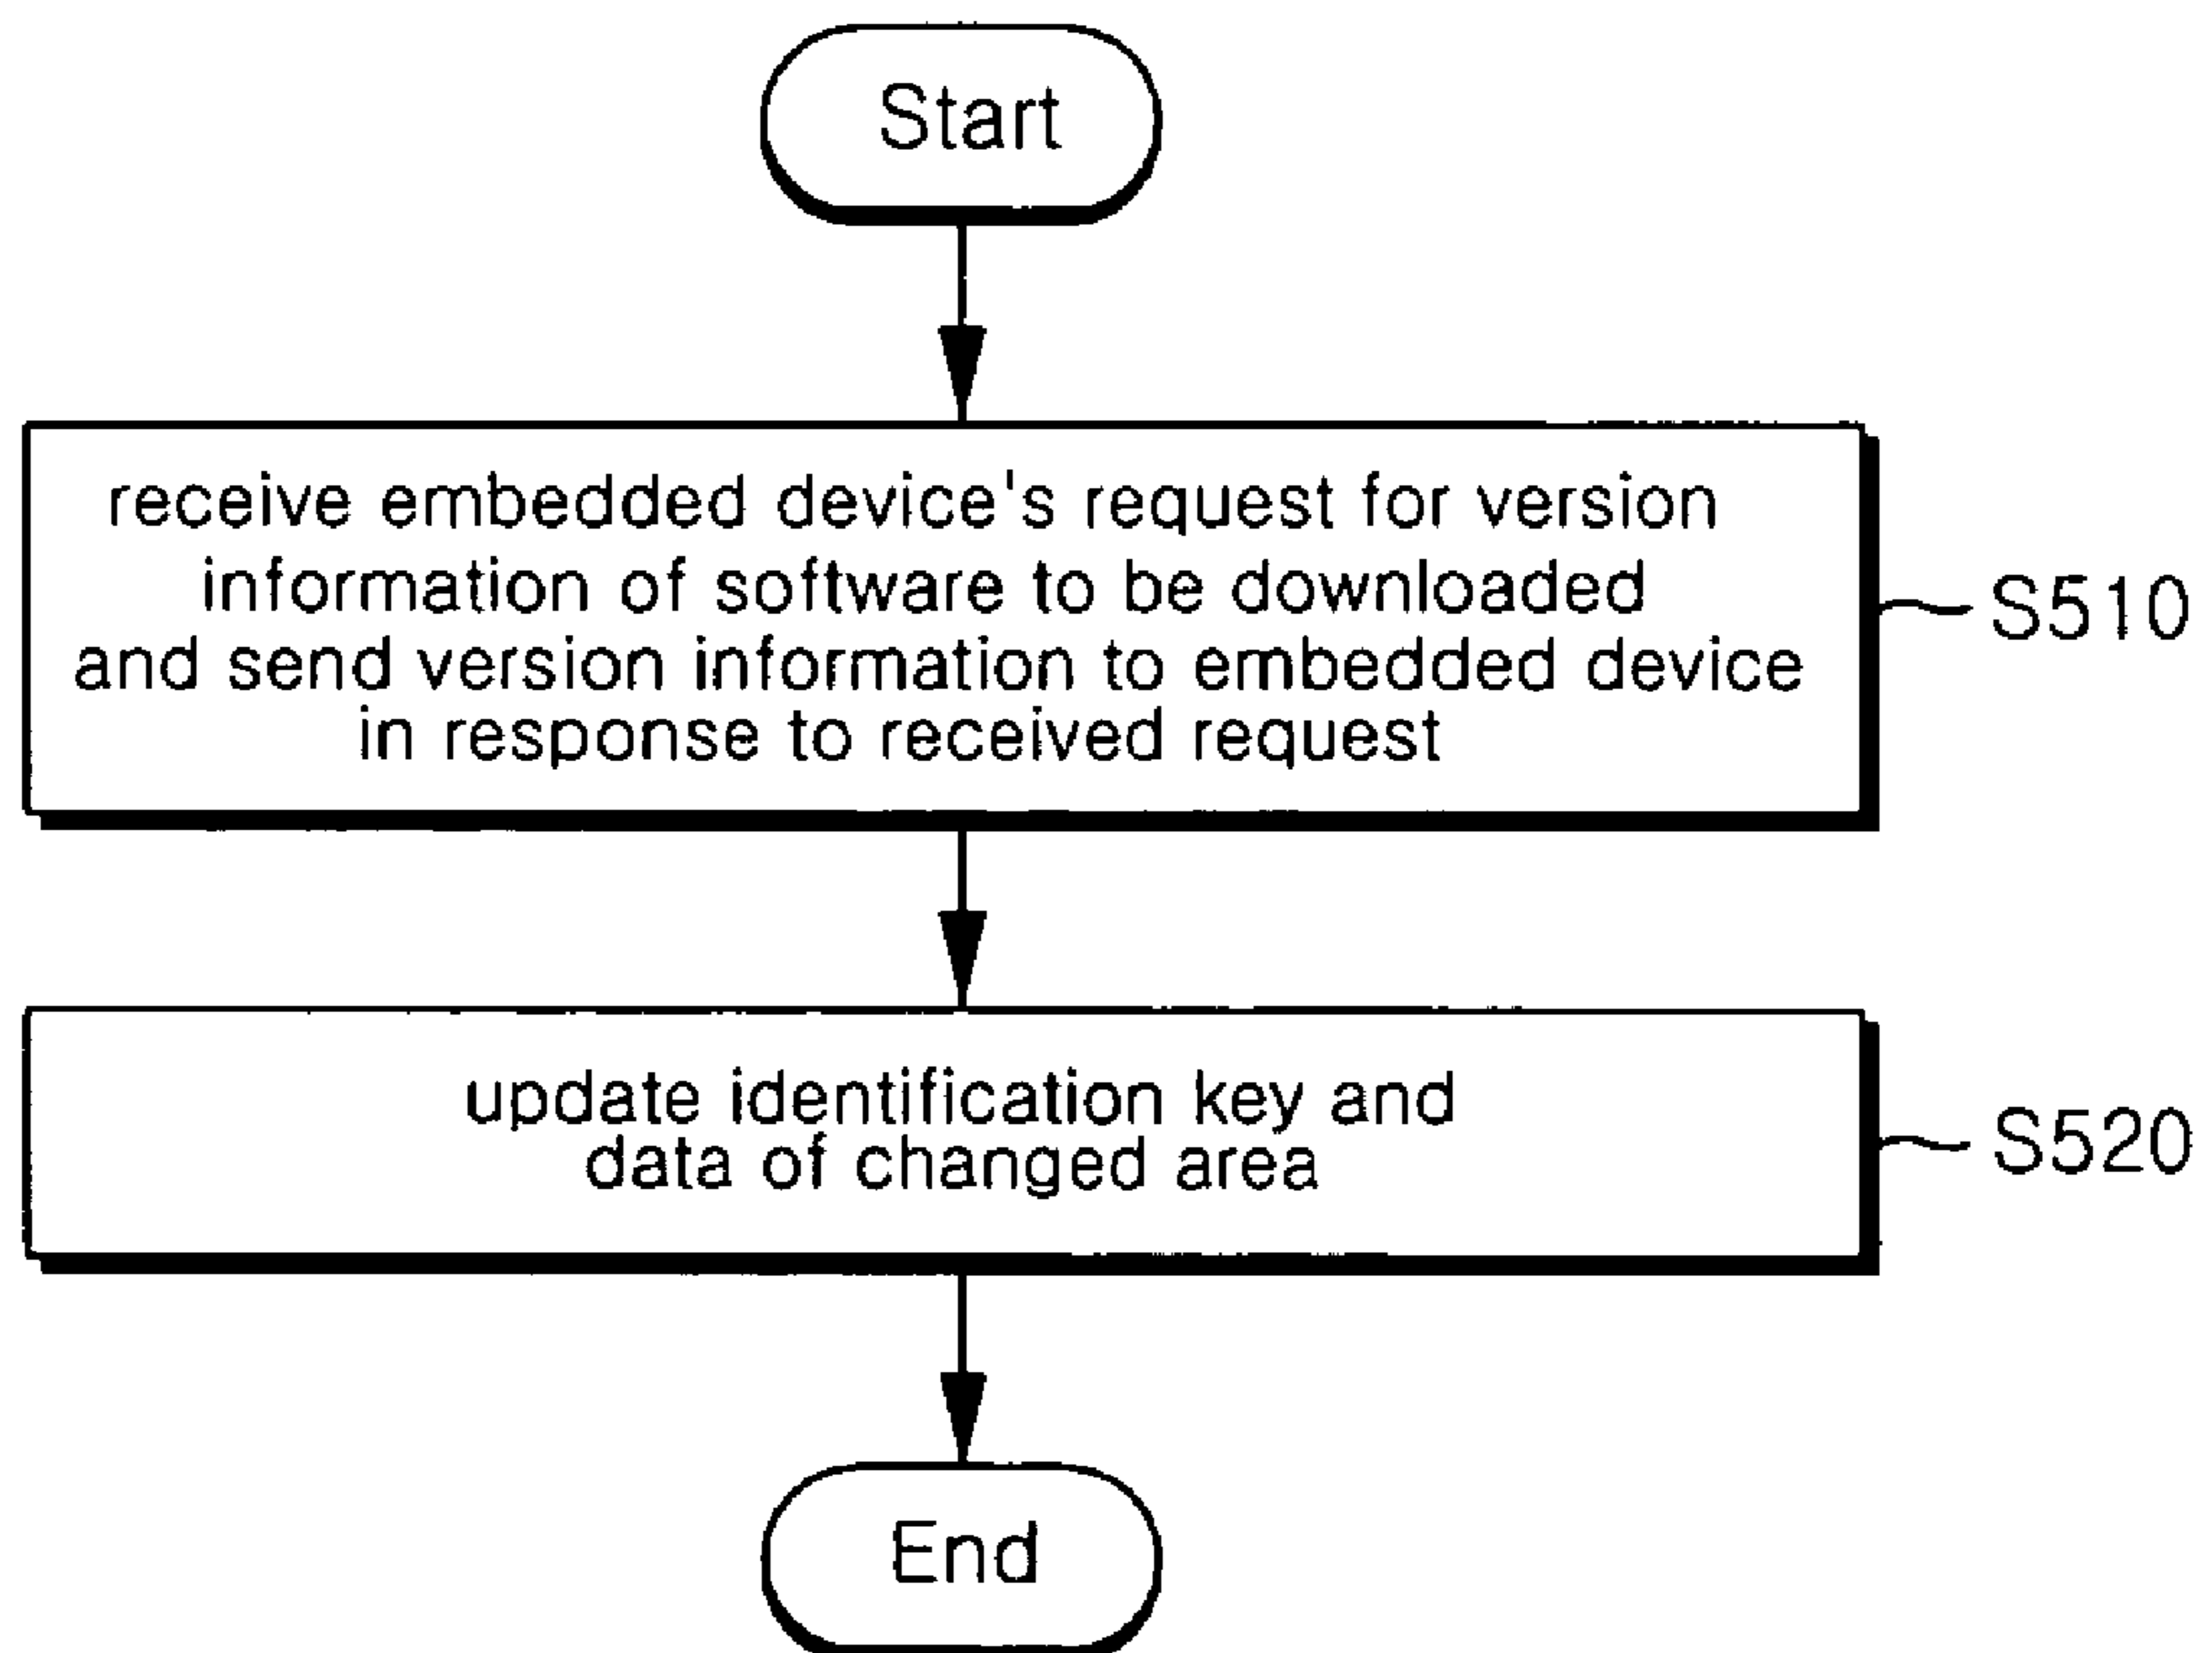 Start
receive embedded device's request for version
information of software to be downloaded
and send version information to embedded device
in response to received request
S510
update identification key and
data of changed area
S520
End